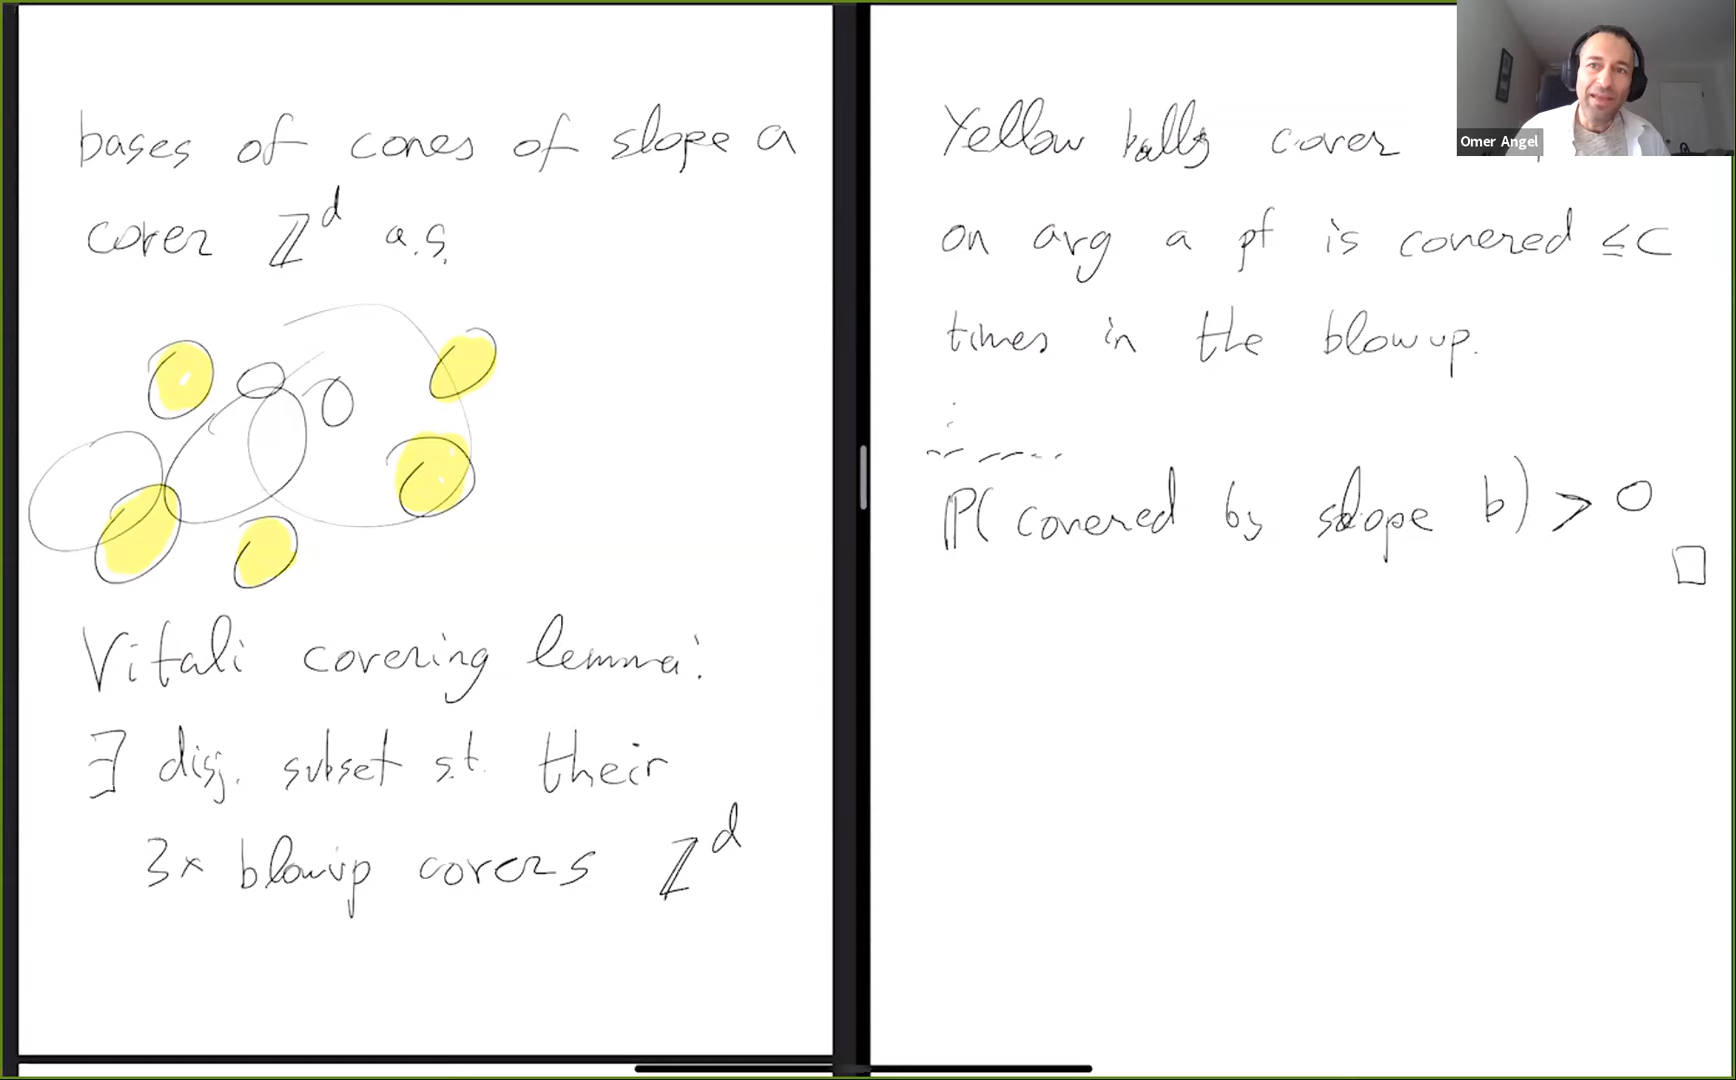 bases of cones of slope a
cover ℤ^d a.s.
Vitali covering lemma:
∃ disj. subset s.t. their
3x blowup covers ℤ^d
Yellow balls cover
on avg a pt is covered ≤C
times in the blowup.
ℙ(covered by slope b) > 0
□
Omer Angel